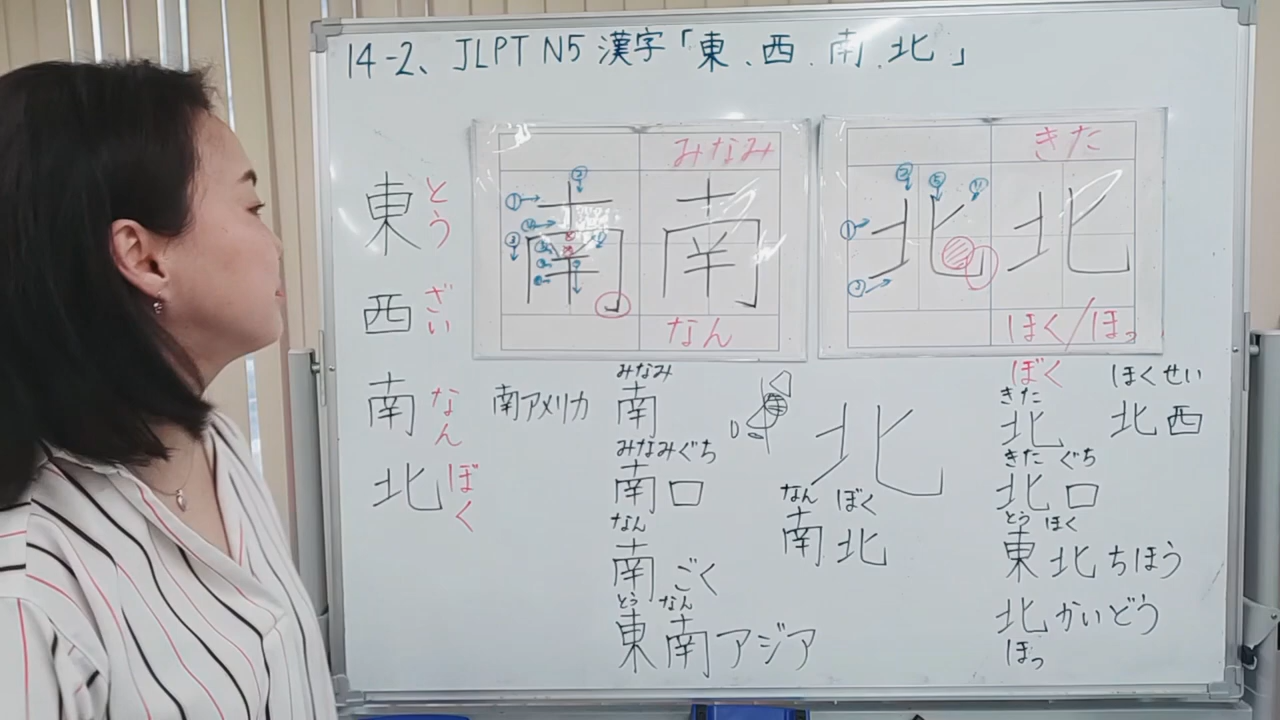 14-2、JLPT N5 漢字「東、西、南、北」
東 とう
西 ざい
南 なん
北 ぼく
みなみ
南 南
なん
きた
北 北
ほく/ほっ
ぼく
南アメリカ
みなみ
南
みなみぐち
南口
なん
南ごく
とう なん
東南アジア
北
なん ぼく
南北
きた
北
きた ぐち
北口
とう ほく
東北ちほう
北かいどう
ほっ
ほくせい
北西